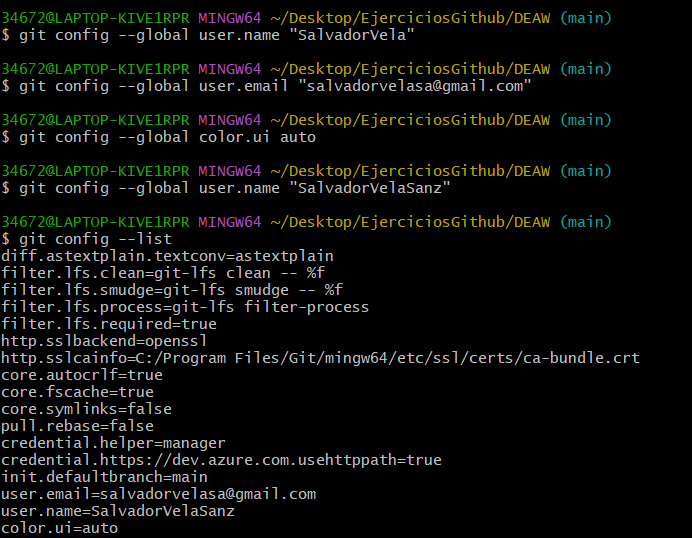 34672@LAPTOP-KIVE1RPR MINGW64 ~/Desktop/EjerciciosGithub/DEAW (main)
$ git config --global user.name "SalvadorVela"
34672@LAPTOP-KIVE1RPR MINGW64 ~/Desktop/EjerciciosGithub/DEAW (main)
$ git config --global user.email "salvadorvelasa@gmail.com"
34672@LAPTOP-KIVE1RPR MINGW64 ~/Desktop/EjerciciosGithub/DEAW (main)
$ git config --global color.ui auto
34672@LAPTOP-KIVE1RPR MINGW64 ~/Desktop/EjerciciosGithub/DEAW (main)
$ git config --global user.name "SalvadorVelaSanz"
34672@LAPTOP-KIVE1RPR MINGW64 ~/Desktop/EjerciciosGithub/DEAW (main)
$ git config --list
diff.astextplain.textconv=astextplain
filter.lfs.clean=git-lfs clean -- %f
filter.lfs.smudge=git-lfs smudge -- %f
filter.lfs.process=git-lfs filter-process
filter.lfs.required=true
http.sslbackend=openssl
http.sslcainfo=C:/Program Files/Git/mingw64/etc/ssl/certs/ca-bundle.crt
core.autocrlf=true
core.fscache=true
core.symlinks=false
pull.rebase=false
credential.helper=manager
credential.https://dev.azure.com.usehttppath=true
init.defaultbranch=main
user.email=salvadorvelasa@gmail.com
user.name=SalvadorVelaSanz
color.ui=auto